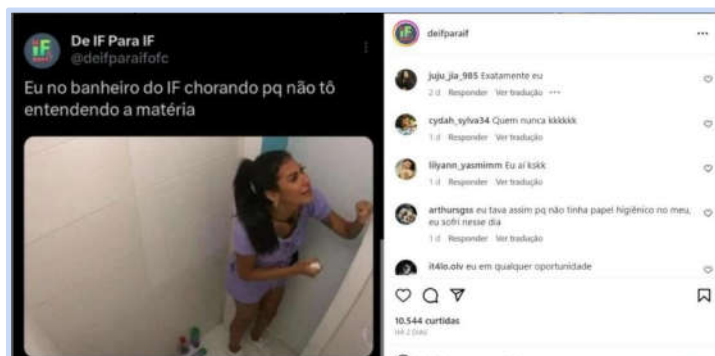 De IF Para IF
@deifparaifofc
Eu no banheiro do IF chorando pq não tô
entendendo a matéria
deifparaif
juju_jia_985 Exatamente eu
2 d Responder Ver tradução
cydah_sylva34 Quem nunca kkkkkk
1 d Responder Ver tradução
lilyann_yasmimm Eu aí kskk
1 d Responder Ver tradução
arthursgss eu tava assim pq não tinha papel higiênico no meu,
eu sofri nesse dia
1 d Responder Ver tradução
it4lo.olv eu em qualquer oportunidade
10.544 curtidas
HÁ 2 DIAS